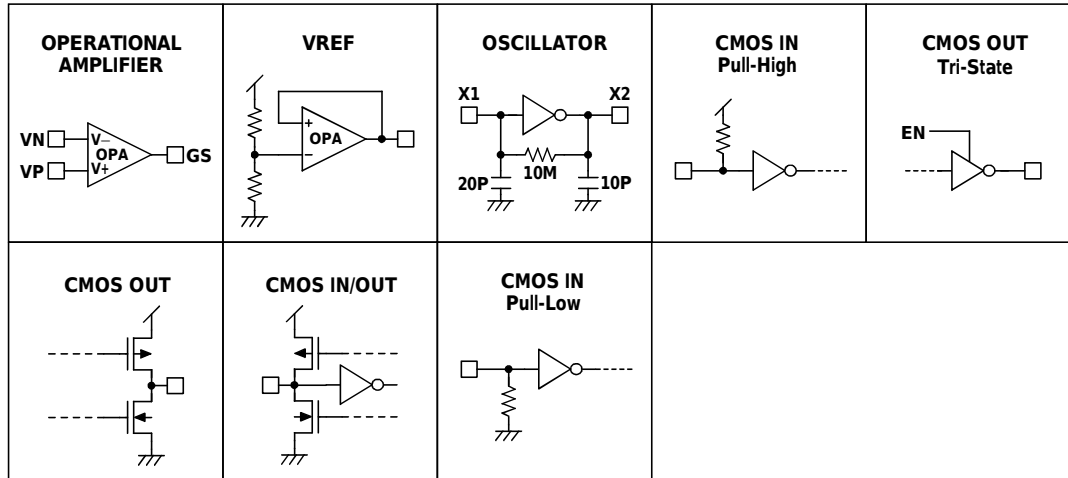 OPERATIONAL
AMPLIFIER
VN
VP
V−
OPA
V+
GS
VREF
+
OPA
−
OSCILLATOR
X1
X2
10M
20P
10P
CMOS IN
Pull-High
CMOS OUT
Tri-State
EN
CMOS OUT
CMOS IN/OUT
CMOS IN
Pull-Low